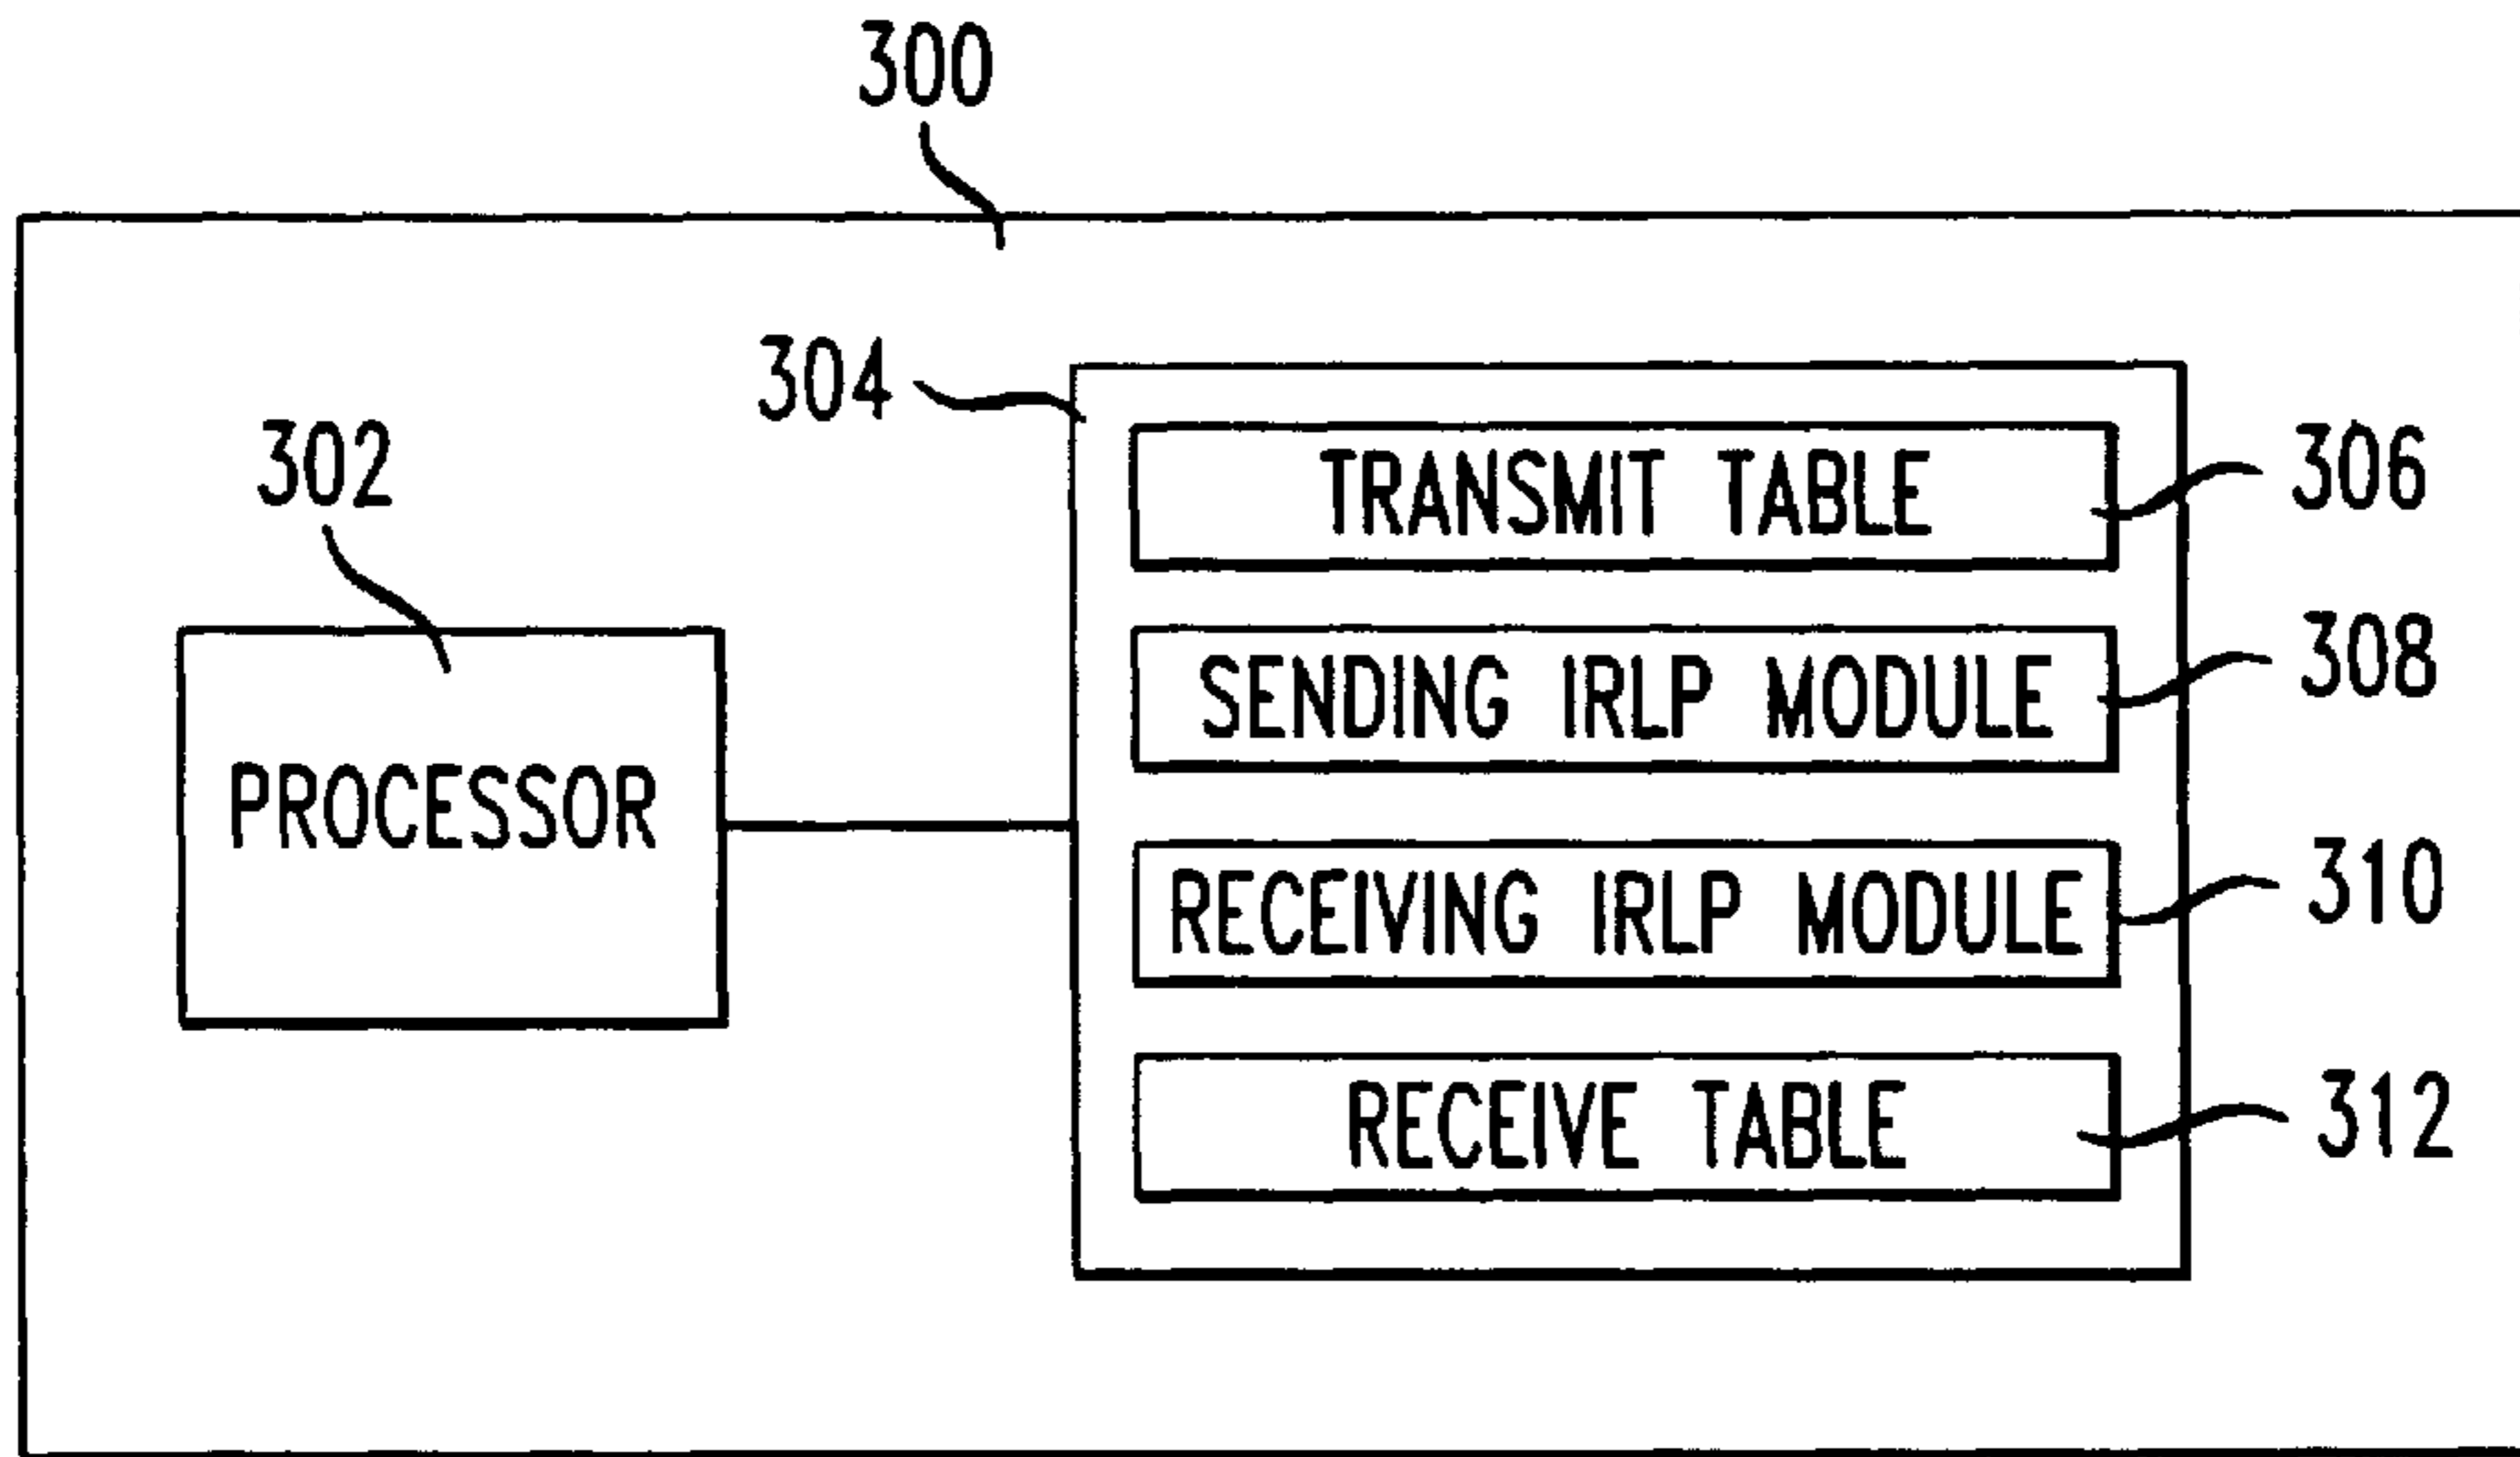 300
304
302
TRANSMIT TABLE
306
SENDING IRLP MODULE
308
PROCESSOR
RECEIVING IRLP MODULE
310
RECEIVE TABLE
312